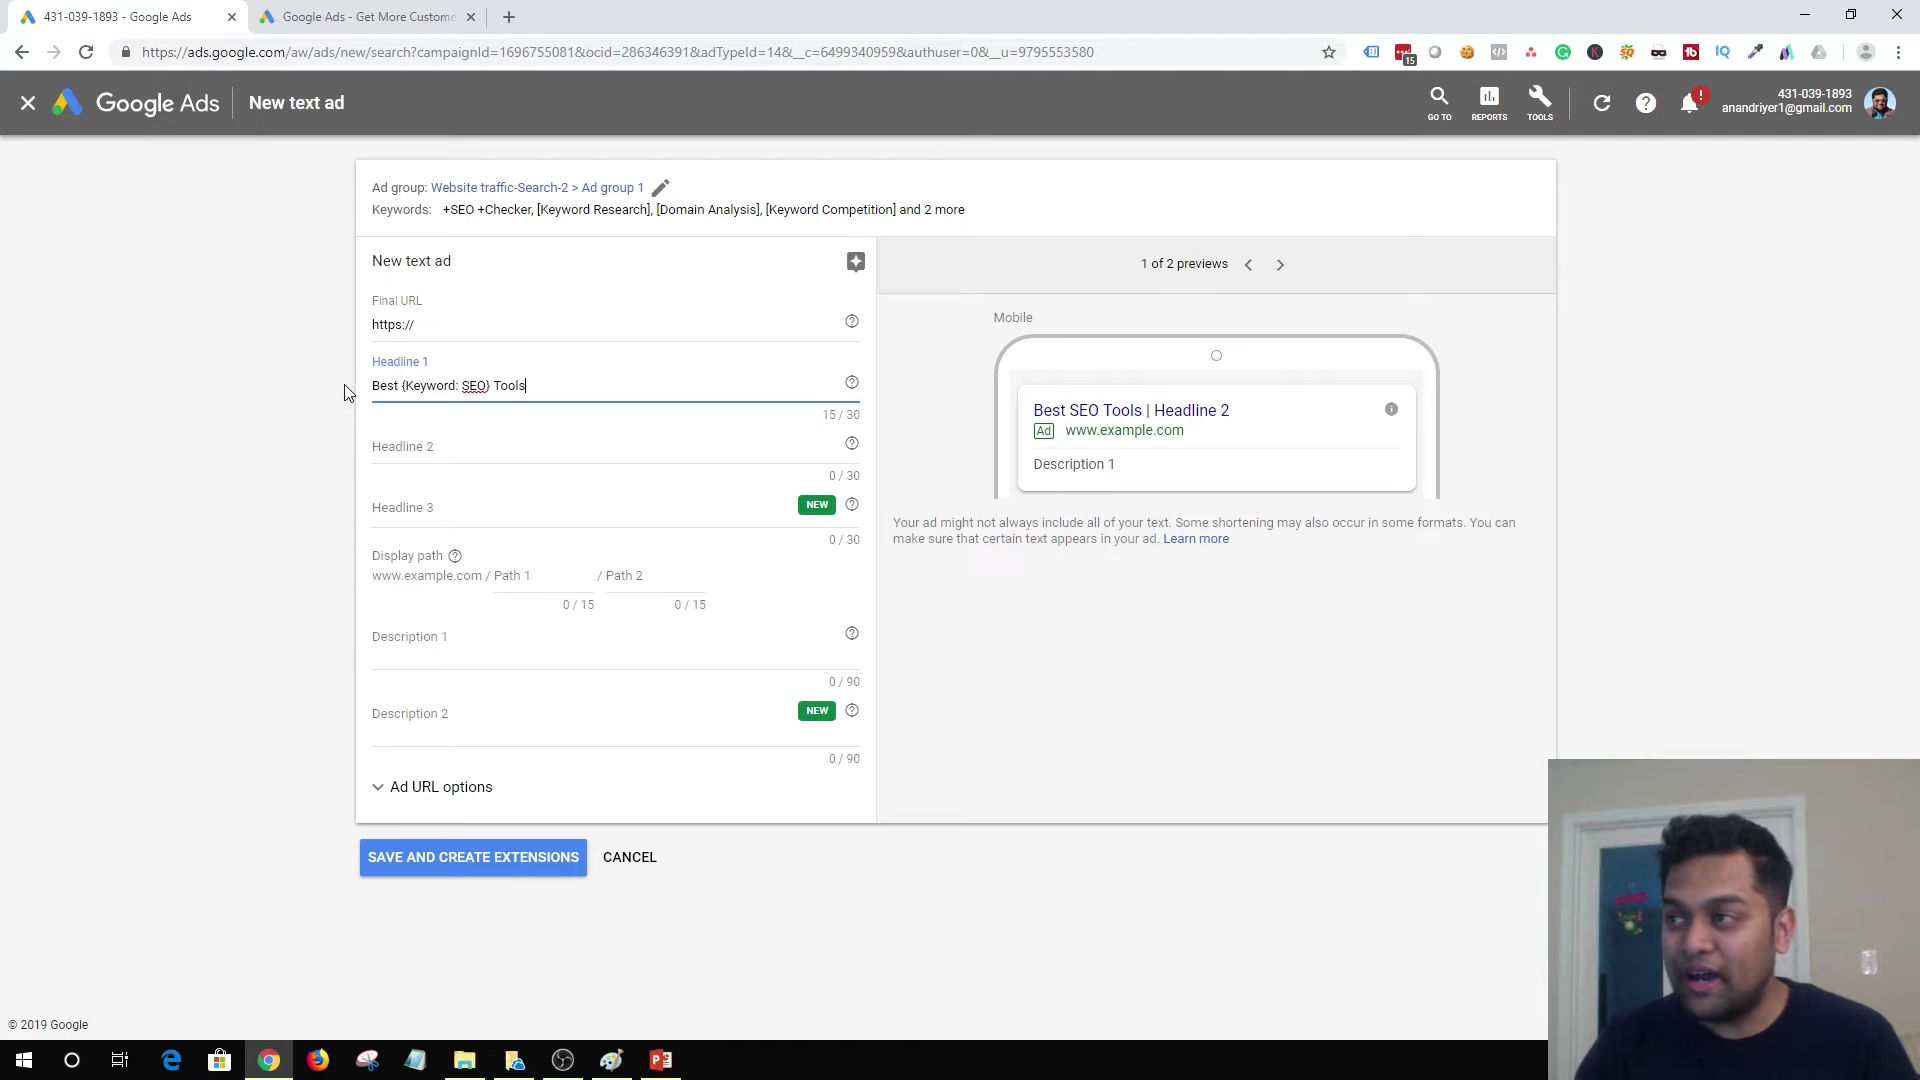 431-039-1893 - Google Ads
Google Ads - Get More Custome
https://ads.google.com/aw/ads/new/search?campaignId=1696755081&ocid=286346391&adTypeId=14&__c=6499340959&authuser=0&__u=9795553580
15
Google Ads
New text ad
GO TO
REPORTS
TOOLS
!
431-039-1893
anandriyer1@gmail.com
Ad group: Website traffic-Search-2 > Ad group 1
Keywords: +SEO +Checker, [Keyword Research], [Domain Analysis], [Keyword Competition] and 2 more
New text ad
1 of 2 previews
Final URL
https://
Mobile
Headline 1
Best {Keyword: SEO} Tools
15 / 30
Best SEO Tools | Headline 2
Ad www.example.com
Description 1
Headline 2
0 / 30
Headline 3
NEW
0 / 30
Your ad might not always include all of your text. Some shortening may also occur in some formats. You can
make sure that certain text appears in your ad. Learn more
Display path
www.example.com / Path 1 / Path 2
0 / 15 0 / 15
Description 1
0 / 90
Description 2
NEW
0 / 90
Ad URL options
SAVE AND CREATE EXTENSIONS
CANCEL
© 2019 Google